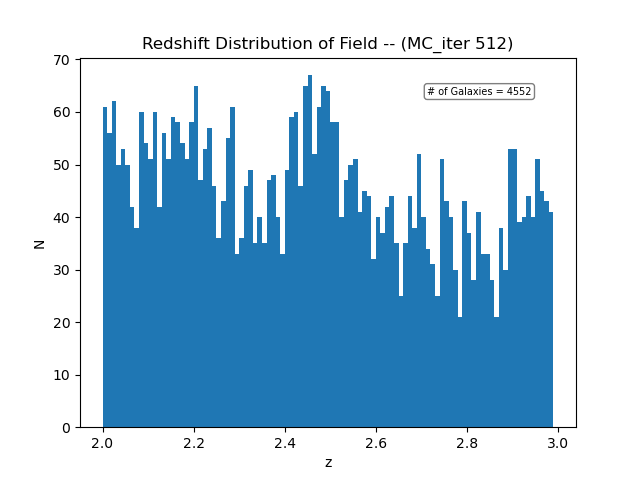 Redshift Distribution of Field -- (MC_iter 512)
# of Galaxies = 4552
70
60
50
40
30
20
10
0
N
2.0 2.2 2.4 2.6 2.8 3.0
z